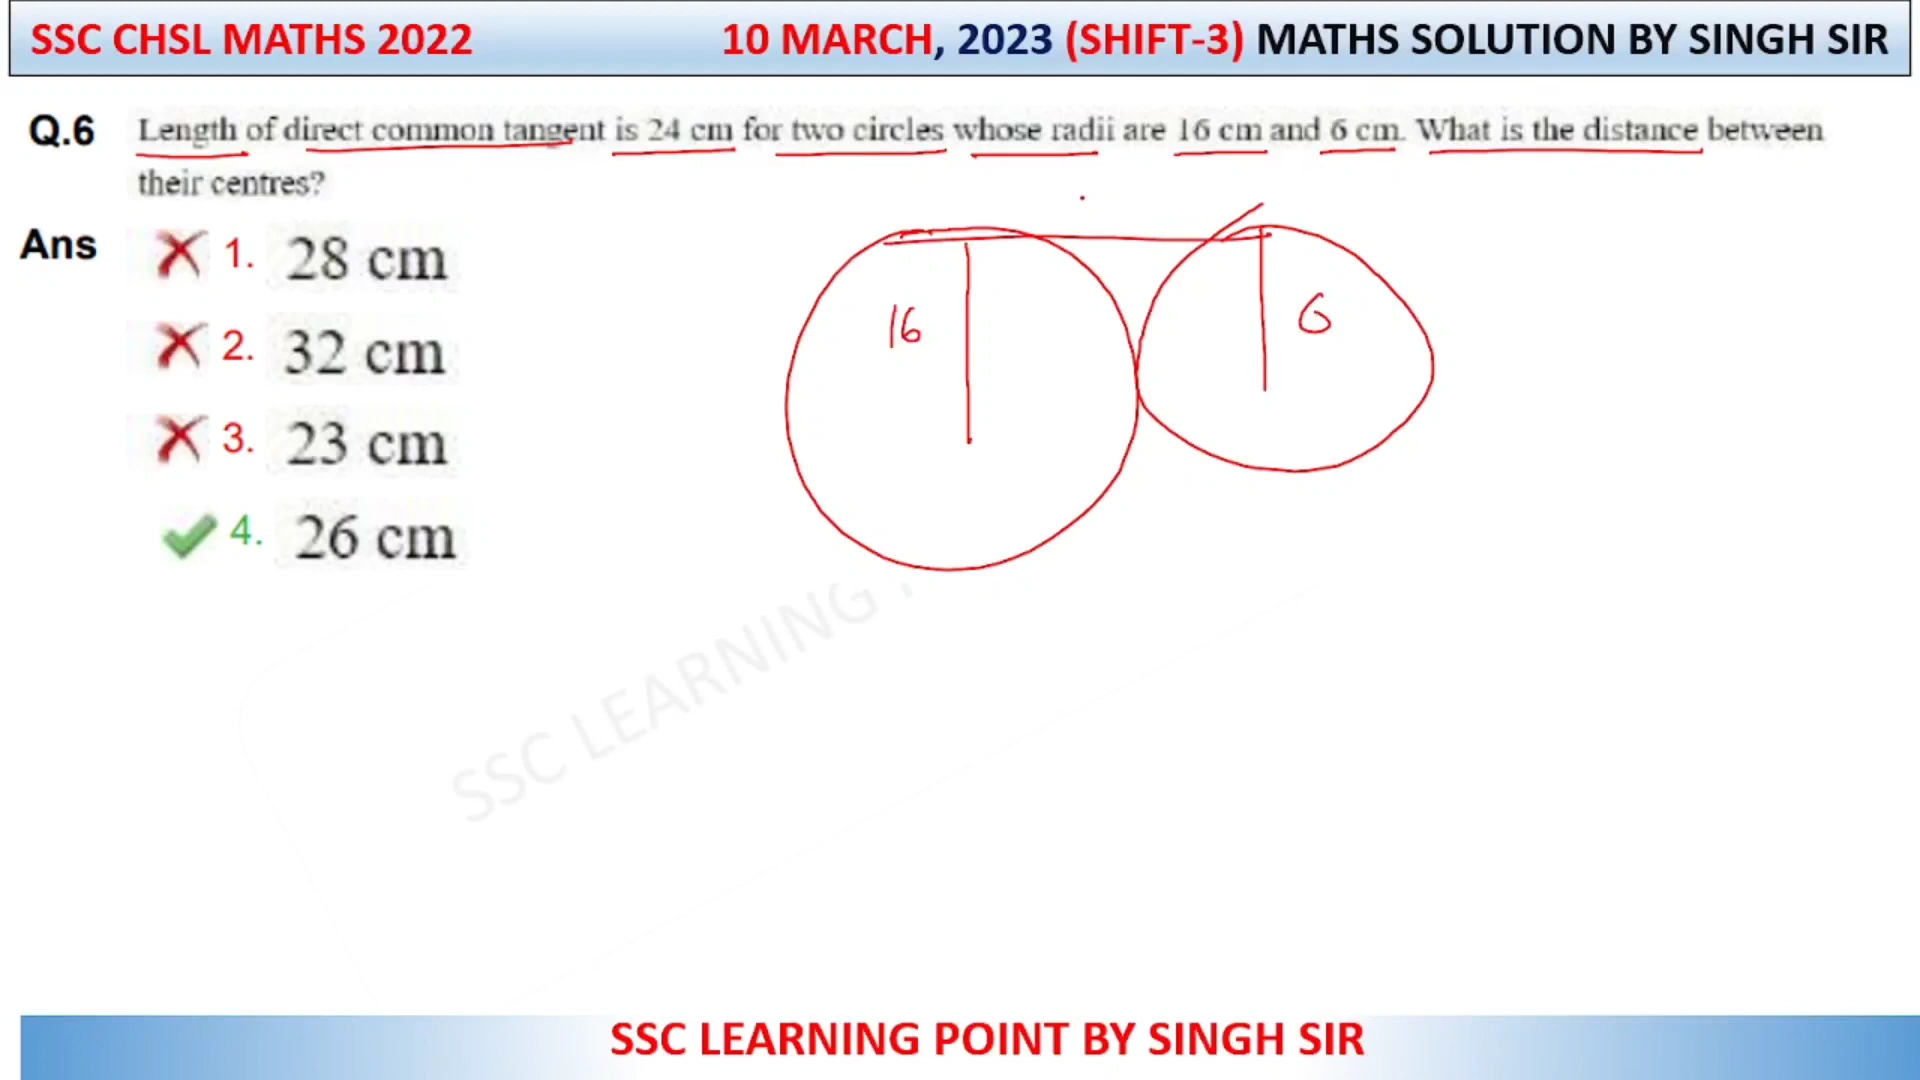 SSC CHSL MATHS 2022 10 MARCH, 2023 (SHIFT-3) MATHS SOLUTION BY SINGH SIR
Q.6 Length of direct common tangent is 24 cm for two circles whose radii are 16 cm and 6 cm. What is the distance between
their centres?
Ans 1. 28 cm
2. 32 cm
3. 23 cm
4. 26 cm
16
6
SSC LEARNING
SSC LEARNING POINT BY SINGH SIR